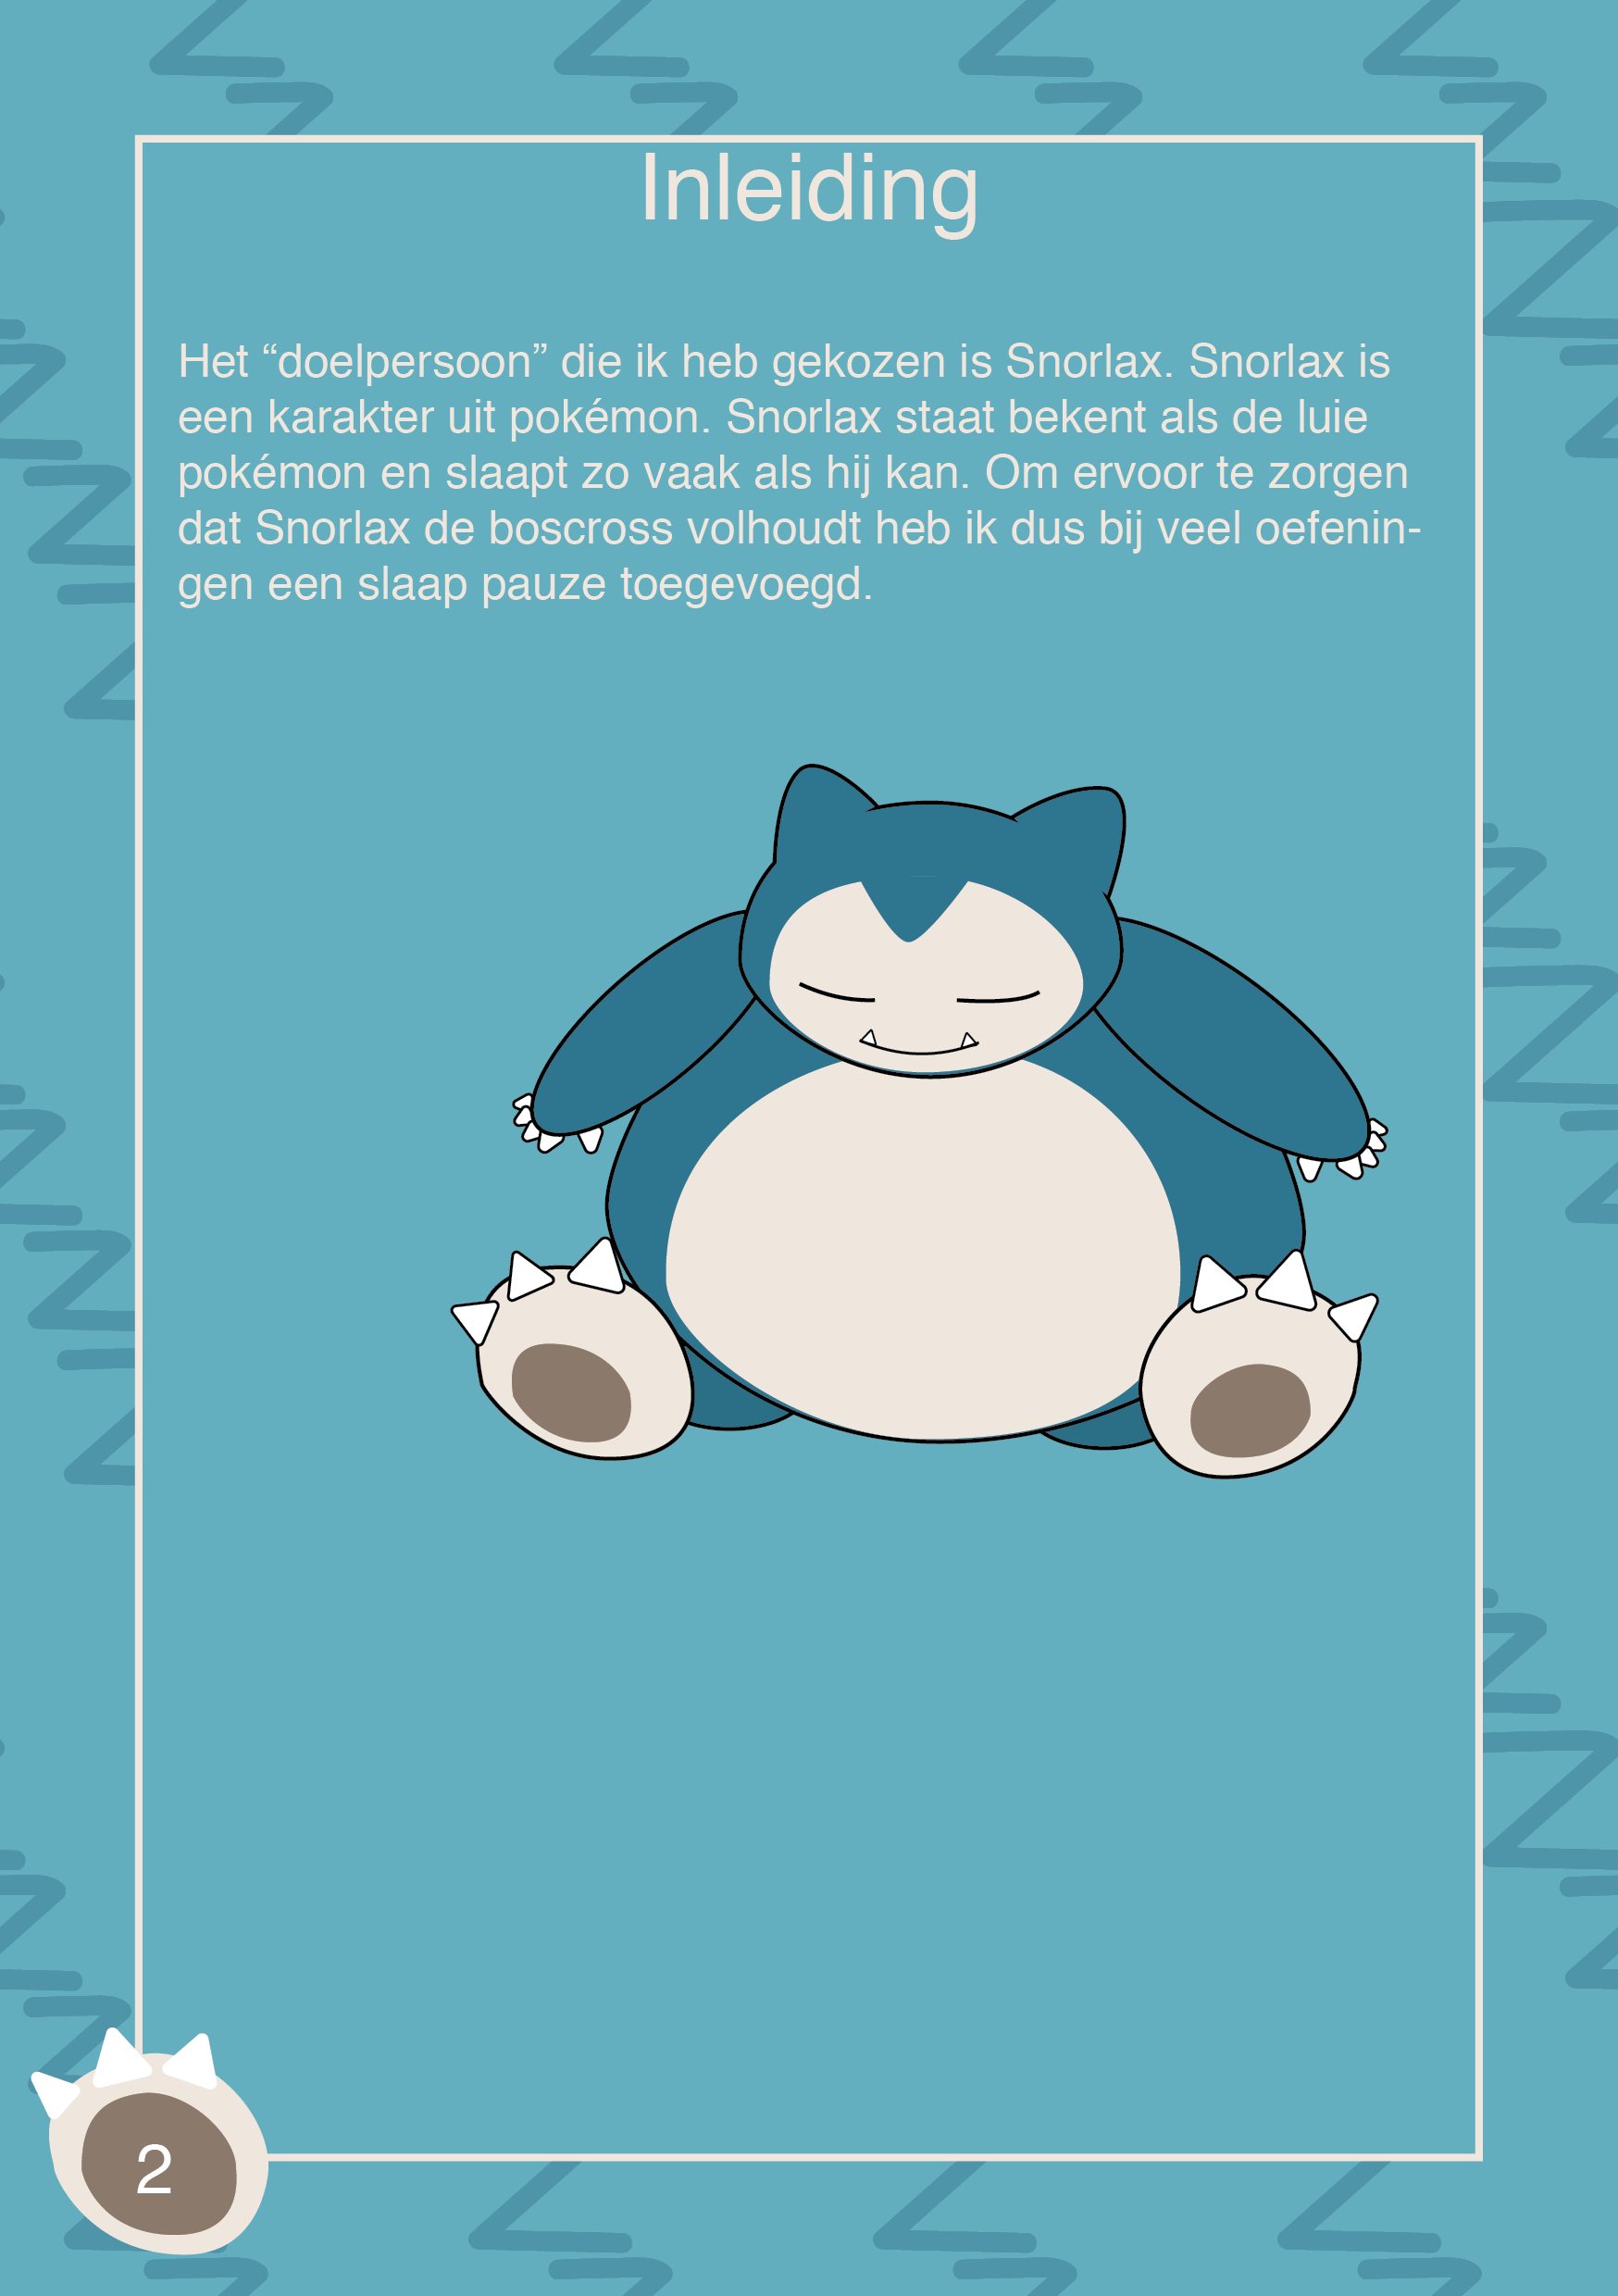 Inleiding
Het “doelpersoon” die ik heb gekozen is Snorlax. Snorlax is
een karakter uit pokémon. Snorlax staat bekent als de luie
pokémon en slaapt zo vaak als hij kan. Om ervoor te zorgen
dat Snorlax de boscross volhoudt heb ik dus bij veel oefenin-
gen een slaap pauze toegevoegd.
2